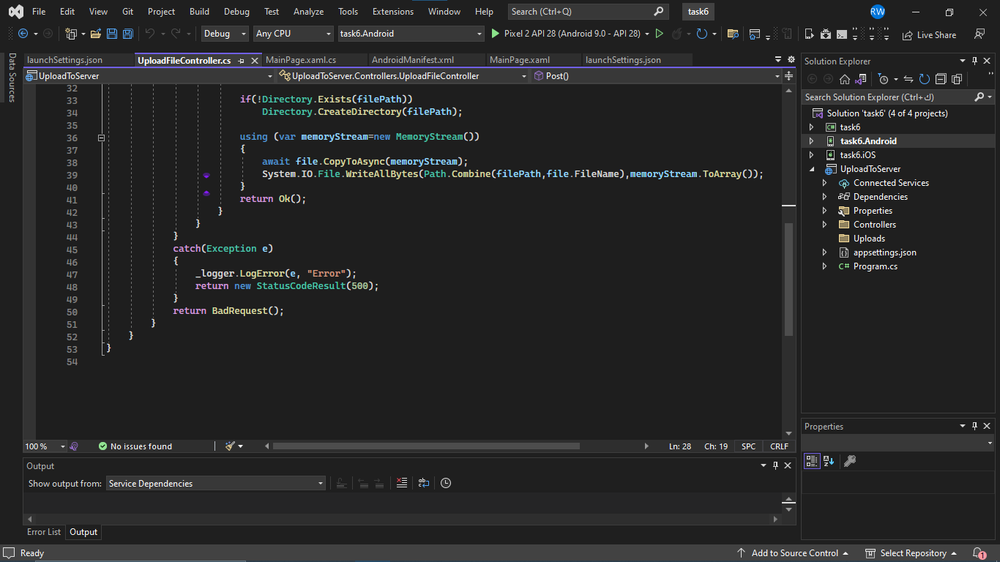 File Edit View Git Project Build Debug Test Analyze Tools Extensions Window Help Search (Ctrl+Q) task6 RW
Debug Any CPU task6.Android Pixel 2 API 28 (Android 9.0 - API 28) Live Share
Data Sources
launchSettings.json UploadFileController.cs MainPage.xaml.cs AndroidManifest.xml MainPage.xaml launchSettings.json
UploadToServer UploadToServer.Controllers.UploadFileController Post()
32
33 if(!Directory.Exists(filePath))
34 Directory.CreateDirectory(filePath);
35
36 using (var memoryStream=new MemoryStream())
37 {
38 await file.CopyToAsync(memoryStream);
39 System.IO.File.WriteAllBytes(Path.Combine(filePath,file.FileName),memoryStream.ToArray());
40 }
41 return Ok();
42 }
43 }
44 }
45 catch(Exception e)
46 {
47 _logger.LogError(e, "Error");
48 return new StatusCodeResult(500);
49 }
50 return BadRequest();
51 }
52 }
53 }
54
100 % No issues found Ln: 28 Ch: 19 SPC CRLF
Output
Show output from: Service Dependencies
Error List Output
Solution Explorer
Search Solution Explorer (Ctrl+ك)
Solution 'task6' (4 of 4 projects)
C# task6
task6.Android
task6.iOS
UploadToServer
Connected Services
Dependencies
Properties
Controllers
Uploads
appsettings.json
C# Program.cs
Properties
Ready Add to Source Control Select Repository 1